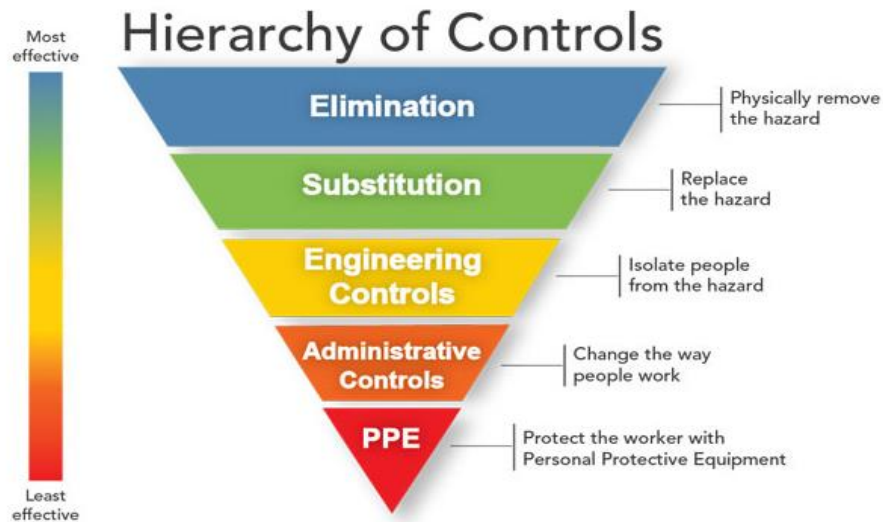 Hierarchy of Controls
Most
effective
Elimination
Physically remove
the hazard
Substitution
Replace
the hazard
Engineering
Controls
Isolate people
from the hazard
Administrative
Controls
Change the way
people work
PPE
Protect the worker with
Personal Protective Equipment
Least
effective